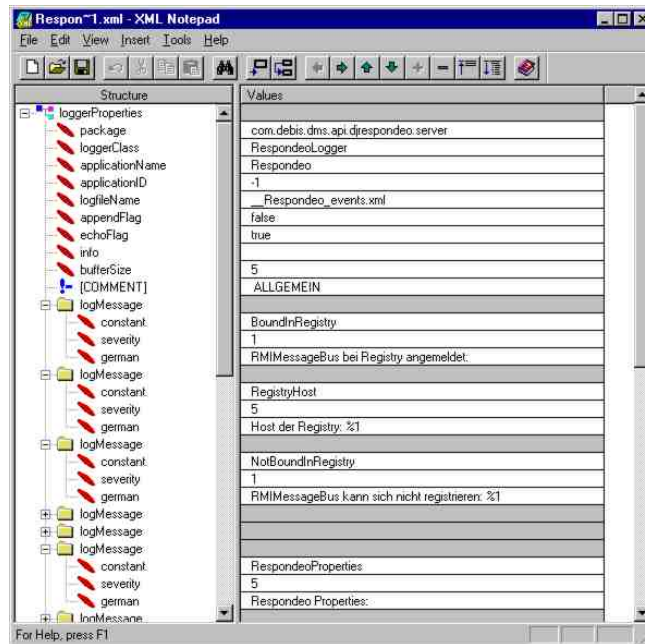 Respon~1.xml - XML Notepad
File Edit View Insert Tools Help
Structure Values
loggerProperties
package com.debis.dms.api.djrespondeo.server
loggerClass RespondeoLogger
applicationName Respondeo
applicationID -1
logfileName __Respondeo_events.xml
appendFlag false
echoFlag true
info
bufferSize 5
[COMMENT] ALLGEMEIN
logMessage
constant BoundInRegistry
severity 1
german RMIMessageBus bei Registry angemeldet:
logMessage
constant RegistryHost
severity 5
german Host der Registry: %1
logMessage
constant NotBoundInRegistry
severity 1
german RMIMessageBus kann sich nicht registrieren: %1
logMessage
logMessage
logMessage
constant RespondeoProperties
severity 5
german Respondeo Properties:
logMessage
For Help, press F1